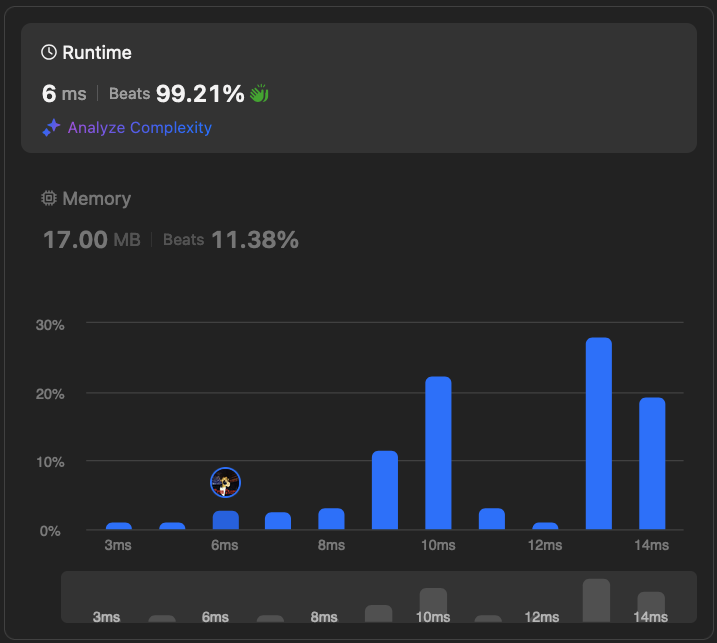 Runtime
6 ms | Beats 99.21%
Analyze Complexity
Memory
17.00 MB | Beats 11.38%
30%
20%
10%
0%
3ms 6ms 8ms 10ms 12ms 14ms
3ms 6ms 8ms 10ms 12ms 14ms